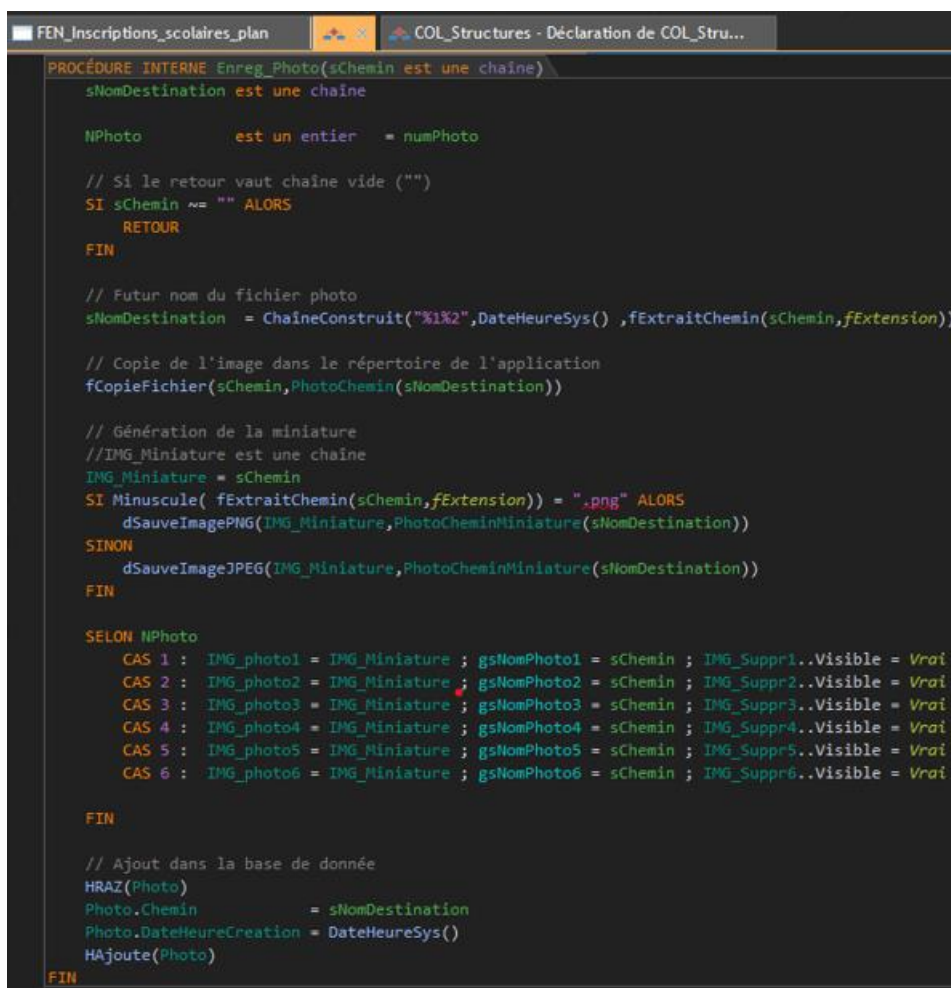 FEN_Inscriptions_scolaires_plan COL_Structures - Déclaration de COL_Stru...
PROCÉDURE INTERNE Enreg_Photo(sChemin est une chaîne)
sNomDestination est une chaîne
NPhoto est un entier = numPhoto
// Si le retour vaut chaîne vide ("")
SI sChemin ~= "" ALORS
RETOUR
FIN
// Futur nom du fichier photo
sNomDestination = ChaîneConstruit("%1%2",DateHeureSys() ,fExtraitChemin(sChemin,fExtension))
// Copie de l'image dans le répertoire de l'application
fCopieFichier(sChemin,PhotoChemin(sNomDestination))
// Génération de la miniature
//IMG_Miniature est une chaîne
IMG_Miniature = sChemin
SI Minuscule( fExtraitChemin(sChemin,fExtension)) = ".png" ALORS
dSauveImagePNG(IMG_Miniature,PhotoCheminMiniature(sNomDestination))
SINON
dSauveImageJPEG(IMG_Miniature,PhotoCheminMiniature(sNomDestination))
FIN
SELON NPhoto
CAS 1 : IMG_photo1 = IMG_Miniature ; gsNomPhoto1 = sChemin ; IMG_Suppr1..Visible = Vrai
CAS 2 : IMG_photo2 = IMG_Miniature ; gsNomPhoto2 = sChemin ; IMG_Suppr2..Visible = Vrai
CAS 3 : IMG_photo3 = IMG_Miniature ; gsNomPhoto3 = sChemin ; IMG_Suppr3..Visible = Vrai
CAS 4 : IMG_photo4 = IMG_Miniature ; gsNomPhoto4 = sChemin ; IMG_Suppr4..Visible = Vrai
CAS 5 : IMG_photo5 = IMG_Miniature ; gsNomPhoto5 = sChemin ; IMG_Suppr5..Visible = Vrai
CAS 6 : IMG_photo6 = IMG_Miniature ; gsNomPhoto6 = sChemin ; IMG_Suppr6..Visible = Vrai
FIN
// Ajout dans la base de donnée
HRAZ(Photo)
Photo.Chemin = sNomDestination
Photo.DateHeureCreation = DateHeureSys()
HAjoute(Photo)
FIN